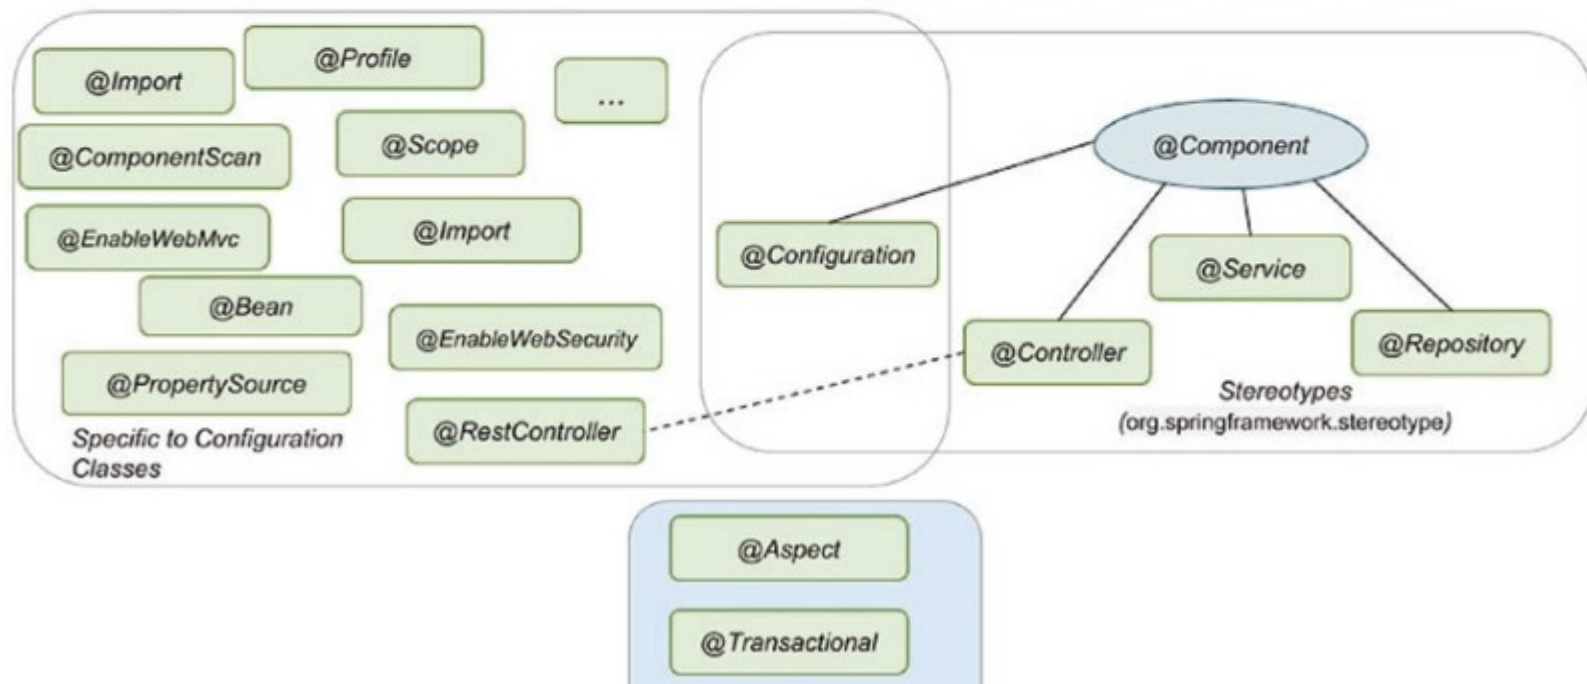 @Import
@Profile
...
@ComponentScan
@Scope
@EnableWebMvc
@Import
@Bean
@EnableWebSecurity
@PropertySource
@RestController
Specific to Configuration
Classes
@Configuration
@Component
@Service
@Controller
@Repository
Stereotypes
(org.springframework.stereotype)
@Aspect
@Transactional